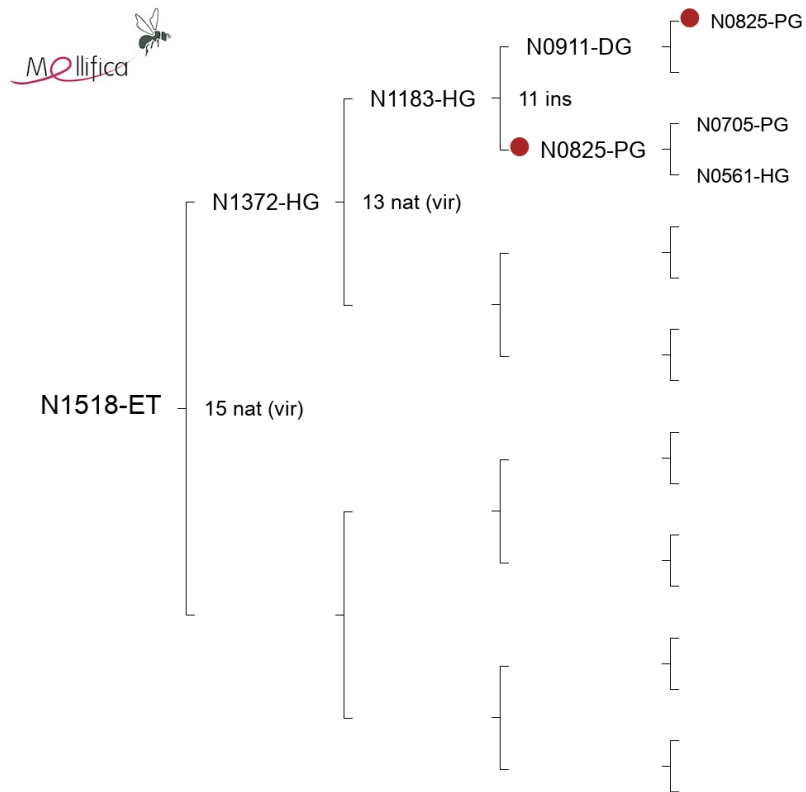 Mellifica
N0825-PG
N0911-DG
N1183-HG
11 ins
N0705-PG
N0825-PG
N0561-HG
N1372-HG
13 nat (vir)
N1518-ET
15 nat (vir)